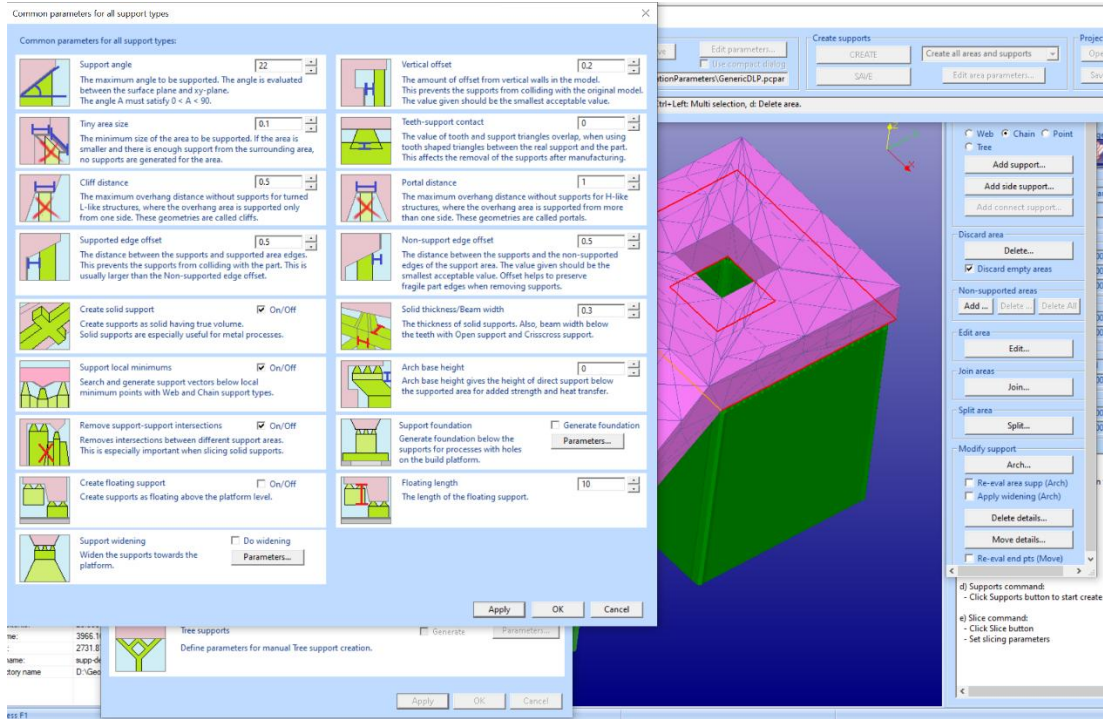 Common parameters for all support types
Common parameters for all support types:
Support angle 22
The maximum angle to be supported. The angle is evaluated
between the surface plane and xy-plane.
The angle A must satisfy 0 < A < 90.
Vertical offset 0.2
The amount of offset from vertical walls in the model.
This prevents the supports from colliding with the original model.
The value given should be the smallest acceptable value.
Tiny area size 0.1
The minimum size of the area to be supported. If the area is
smaller and there is enough support from the surrounding area,
no supports are generated for the area.
Teeth-support contact 0
The value of tooth and support triangles overlap, when using
tooth shaped triangles between the real support and the part.
This affects the removal of the supports after manufacturing.
Cliff distance 0.5
The maximum overhang distance without supports for turned
L-like structures, where the overhang area is supported only
from one side. These geometries are called cliffs.
Portal distance 1
The maximum overhang distance without supports for H-like
structures, where the overhang area is supported from more
than one side. These geometries are called portals.
Supported edge offset 0.5
The distance between the supports and supported area edges.
This prevents the supports from colliding with the part. This is
usually larger than the Non-supported edge offset.
Non-support edge offset 0.5
The distance between the supports and the non-supported
edges of the support area. The value given should be the
smallest acceptable value. Offset helps to preserve
fragile part edges when removing supports.
Create solid support On/Off
Create supports as solid having true volume.
Solid supports are especially useful for metal processes.
Solid thickness/Beam width 0.3
The thickness of solid supports. Also, beam width below
the teeth with Open support and Crisscross support.
Support local minimums On/Off
Search and generate support vectors below local
minimum points with Web and Chain support types.
Arch base height 0
Arch base height gives the height of direct support below
the supported area for added strength and heat transfer.
Remove support-support intersections On/Off
Removes intersections between different support areas.
This is especially important when slicing solid supports.
Support foundation Generate foundation
Generate foundation below the
supports for processes with holes
on the build platform.
Parameters...
Create floating support On/Off
Create supports as floating above the platform level.
Floating length 10
The length of the floating support.
Support widening Do widening
Widen the supports towards the
platform.
Parameters...
Apply OK Cancel
Tree supports Generate Parameters...
Define parameters for manual Tree support creation.
Apply OK Cancel
3966.1
2731.8
supp-de
D:\Geo
ess F1
Edit parameters...
Use compact dialog
ationParameters\GenericDLP.pcpar
Create supports
CREATE Create all areas and supports
SAVE Edit area parameters...
Projec
Ope
Sav
Ctrl+Left: Multi selection, d: Delete area.
Web Chain Point
Tree
Add support...
Add side support...
Add connect support...
Discard area
Delete...
Discard empty areas
Non-supported areas
Add ... Delete ... Delete All
Edit area
Edit...
Join areas
Join...
Split area
Split...
Modify support
Arch...
Re-eval area supp (Arch)
Apply widening (Arch)
Delete details...
Move details...
Re-eval end pts (Move)
d) Supports command:
- Click Supports button to start create
e) Slice command:
- Click Slice button
- Set slicing parameters